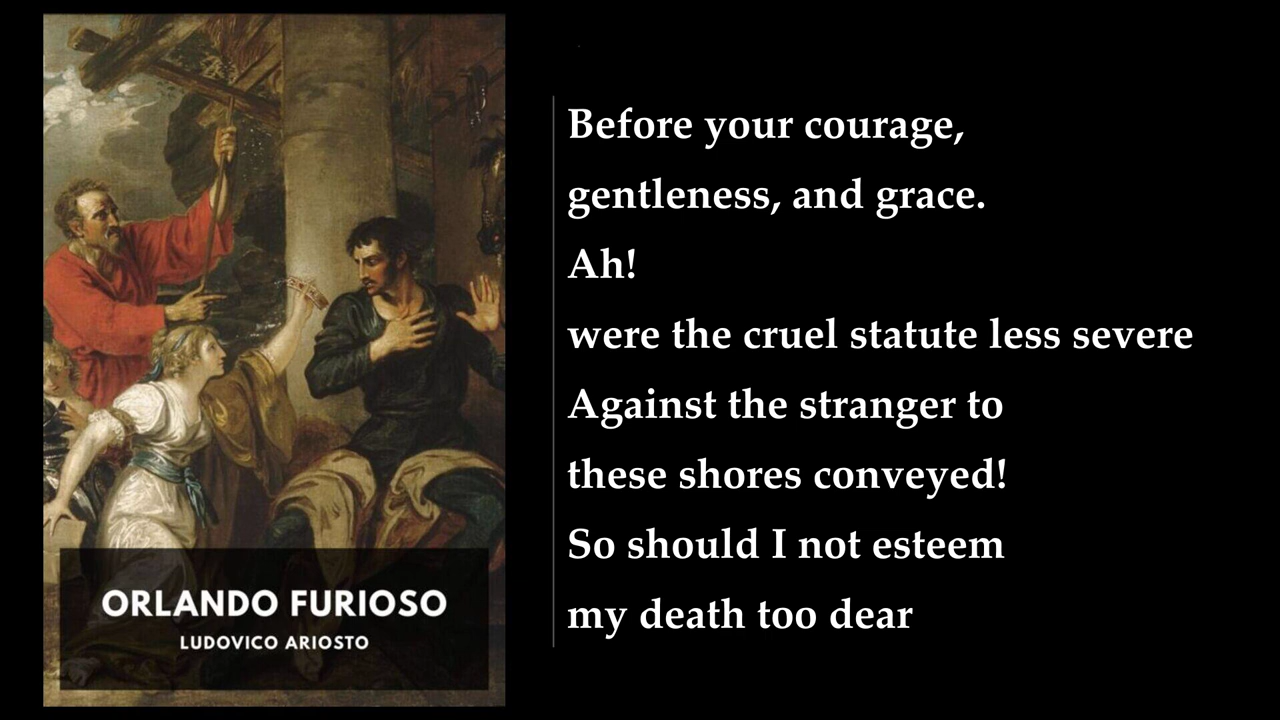 ORLANDO FURIOSO
LUDOVICO ARIOSTO
Before your courage,
gentleness, and grace.
Ah!
were the cruel statute less severe
Against the stranger to
these shores conveyed!
So should I not esteem
my death too dear